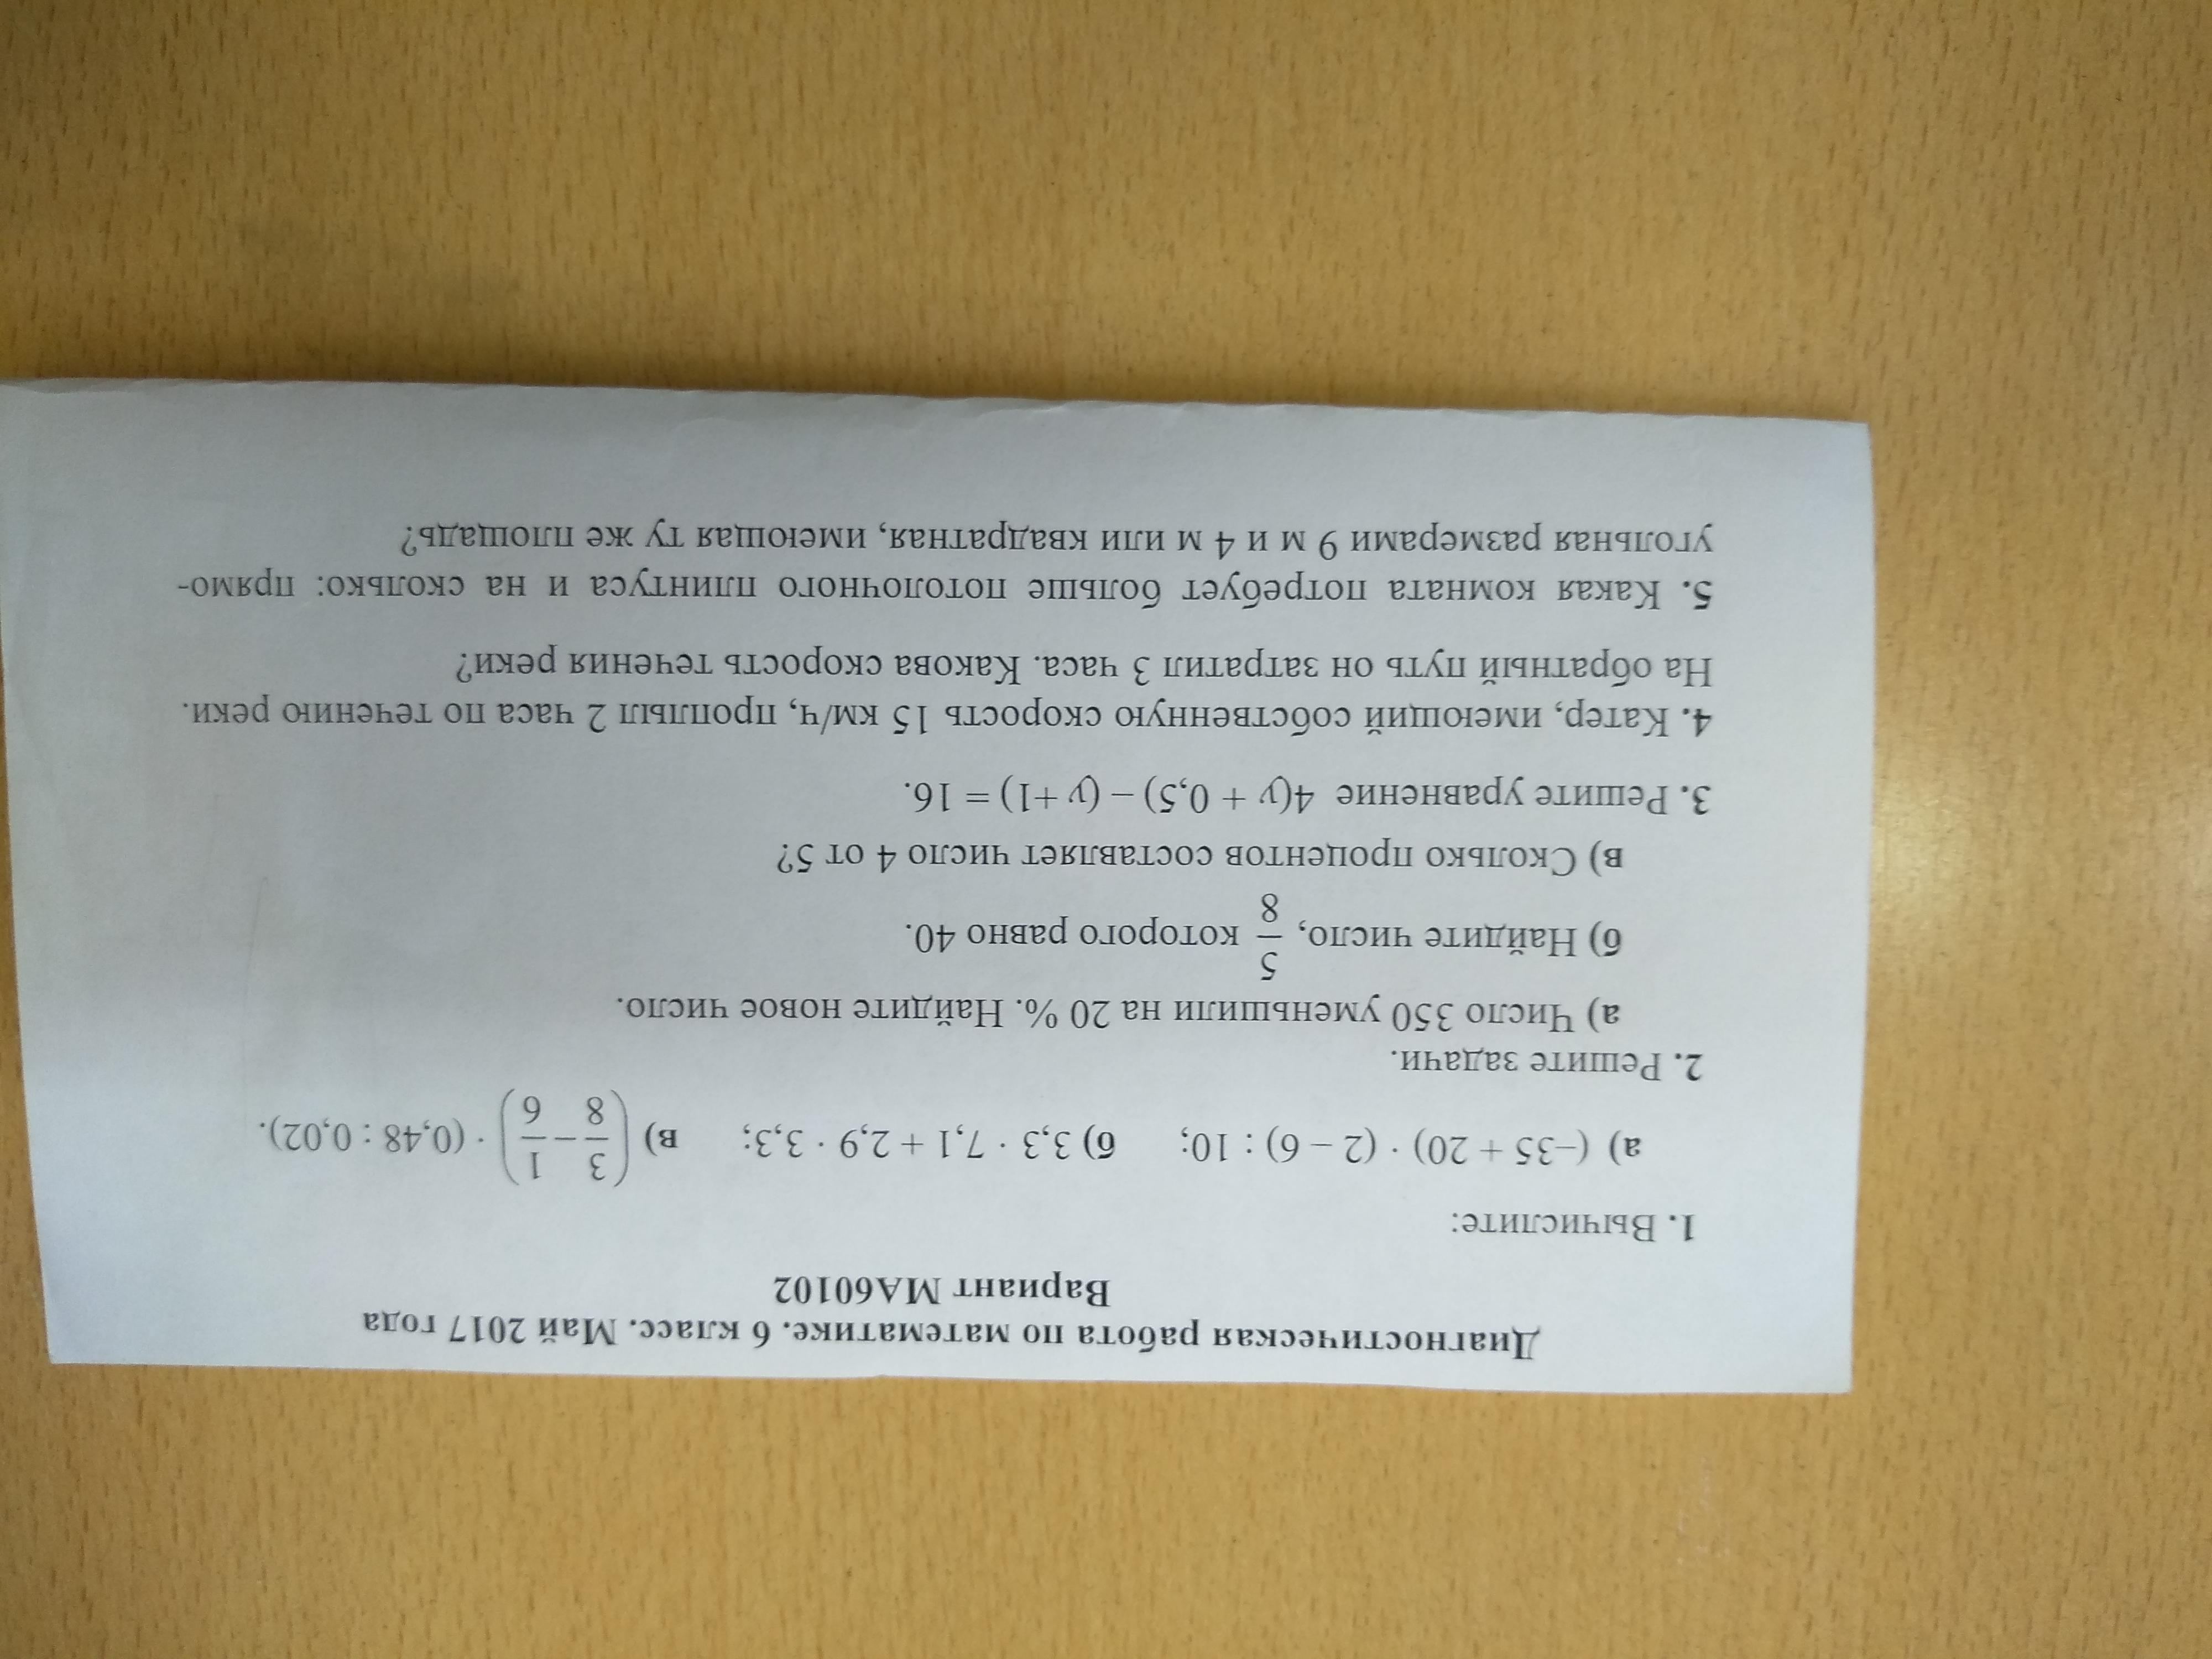 Диагностическая работа по математике. 6 класс. Май 2017 года
Вариант МА60102
1. Вычислите:
а) (–35 + 20) · (2 – 6) : 10; б) 3,3 · 7,1 + 2,9 · 3,3; в) (3/8 – 1/6) · (0,48 : 0,02).
2. Решите задачи.
а) Число 350 уменьшили на 20 %. Найдите новое число.
б) Найдите число, 5/8 которого равно 40.
в) Сколько процентов составляет число 4 от 5?
3. Решите уравнение 4(y + 0,5) – (y +1) = 16.
4. Катер, имеющий собственную скорость 15 км/ч, проплыл 2 часа по течению реки.
На обратный путь он затратил 3 часа. Какова скорость течения реки?
5. Какая комната потребует больше потолочного плинтуса и на сколько: прямо-
угольная размерами 9 м и 4 м или квадратная, имеющая ту же площадь?